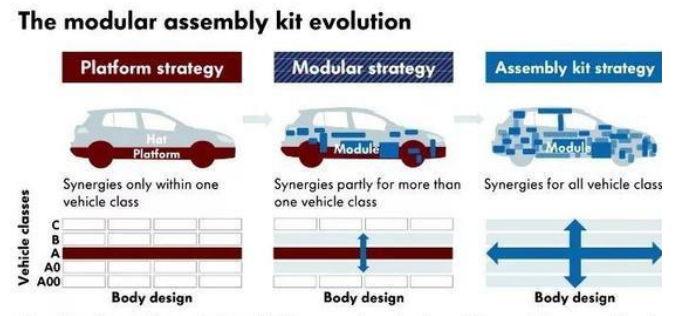 The modular assembly kit evolution
Platform strategy
Modular strategy
Assembly kit strategy
Hat
Platform
Module
Module
Synergies only within one
vehicle class
Synergies partly for more than
one vehicle class
Synergies for all vehicle class
Vehicle classes
C
B
A
A0
A00
Body design
Body design
Body design